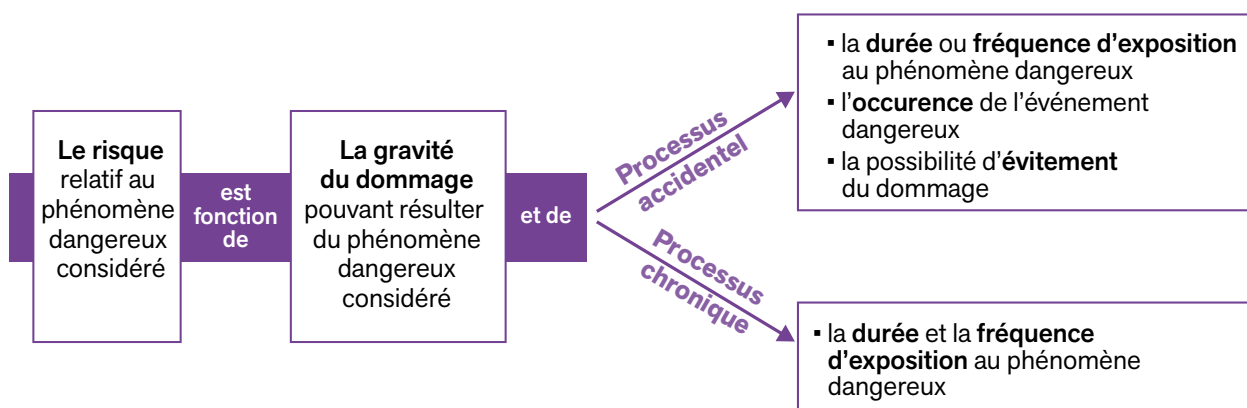 Le risque
relatif au
phénomène
dangereux
considéré
est
fonction
de
La gravité
du dommage
pouvant résulter
du phénomène
dangereux
considéré
et de
Processus
accidentel
▪ la durée ou fréquence d'exposition
au phénomène dangereux
▪ l'occurence de l'événement
dangereux
▪ la possibilité d'évitement
du dommage
Processus
chronique
▪ la durée et la fréquence
d'exposition au phénomène
dangereux